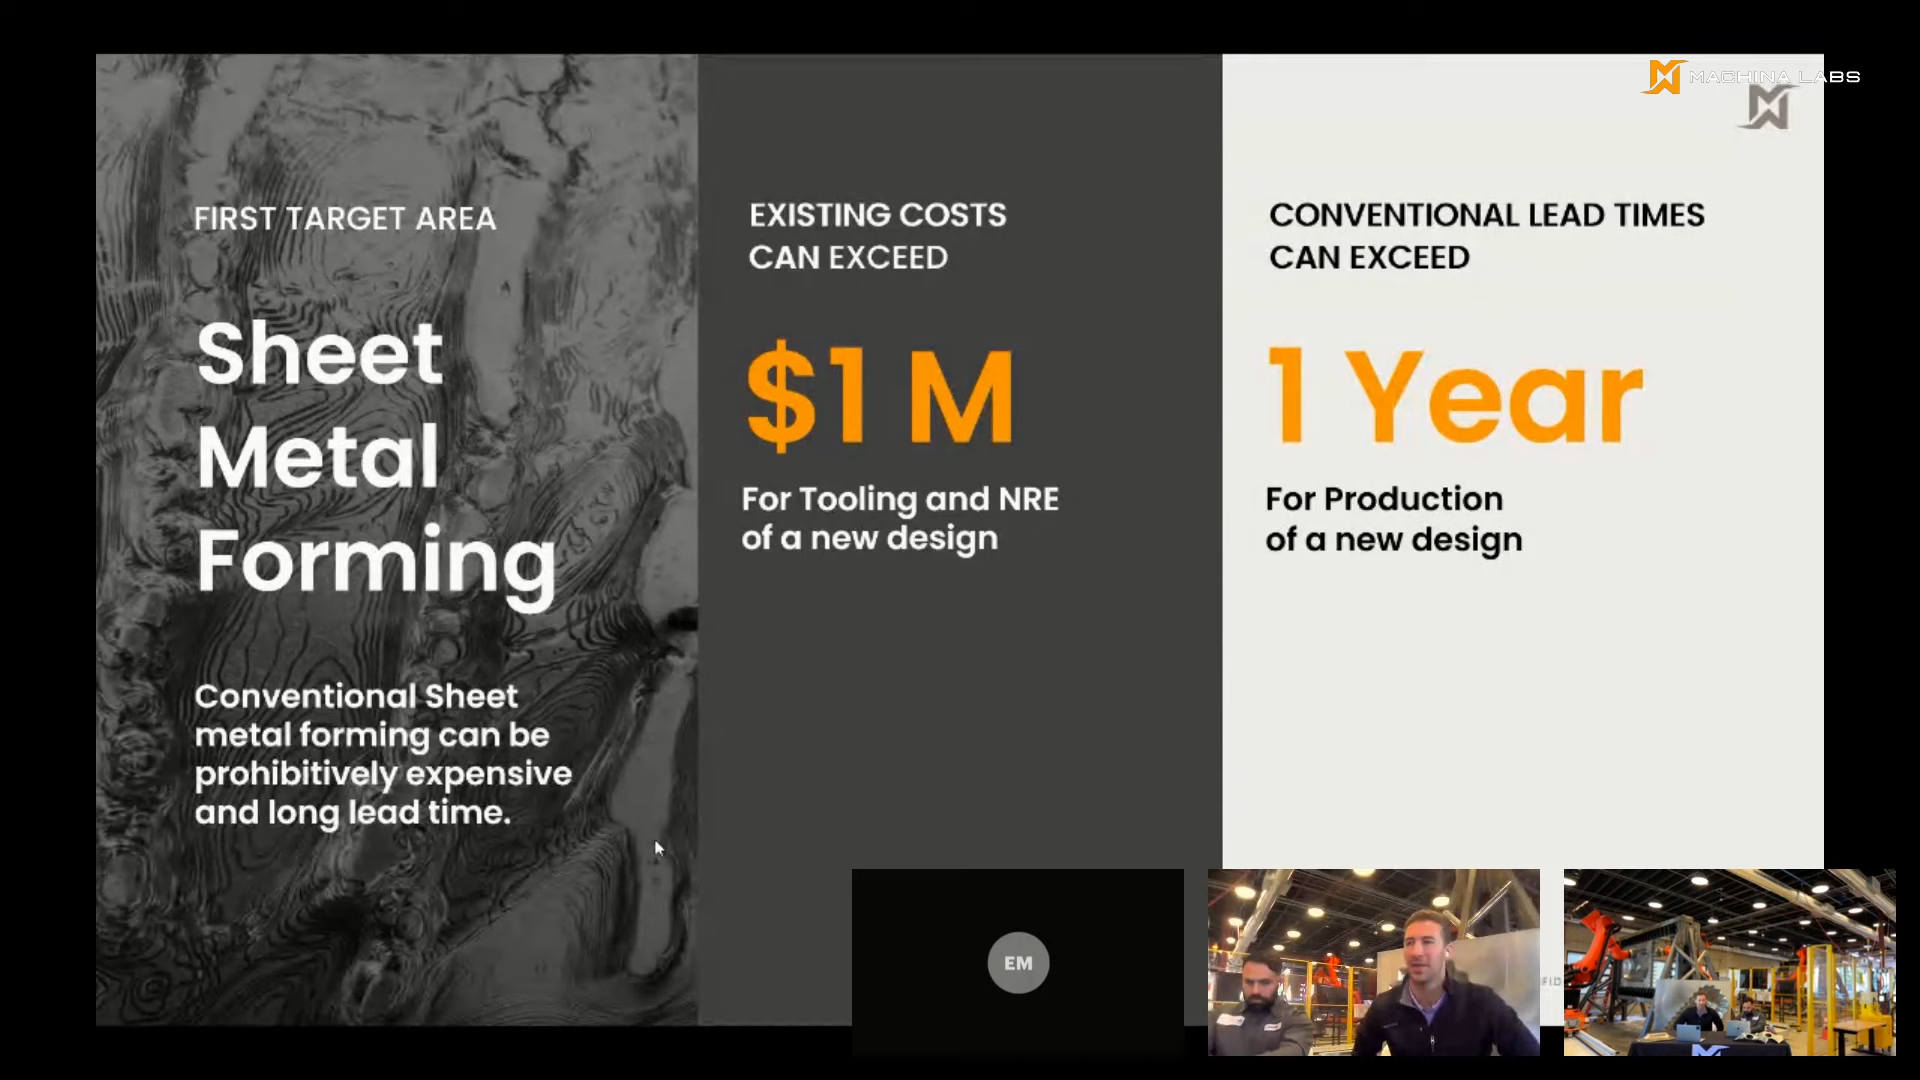 MACHINA LABS
FIRST TARGET AREA
Sheet
Metal
Forming
Conventional Sheet
metal forming can be
prohibitively expensive
and long lead time.
EXISTING COSTS
CAN EXCEED
$1 M
For Tooling and NRE
of a new design
CONVENTIONAL LEAD TIMES
CAN EXCEED
1 Year
For Production
of a new design
EM